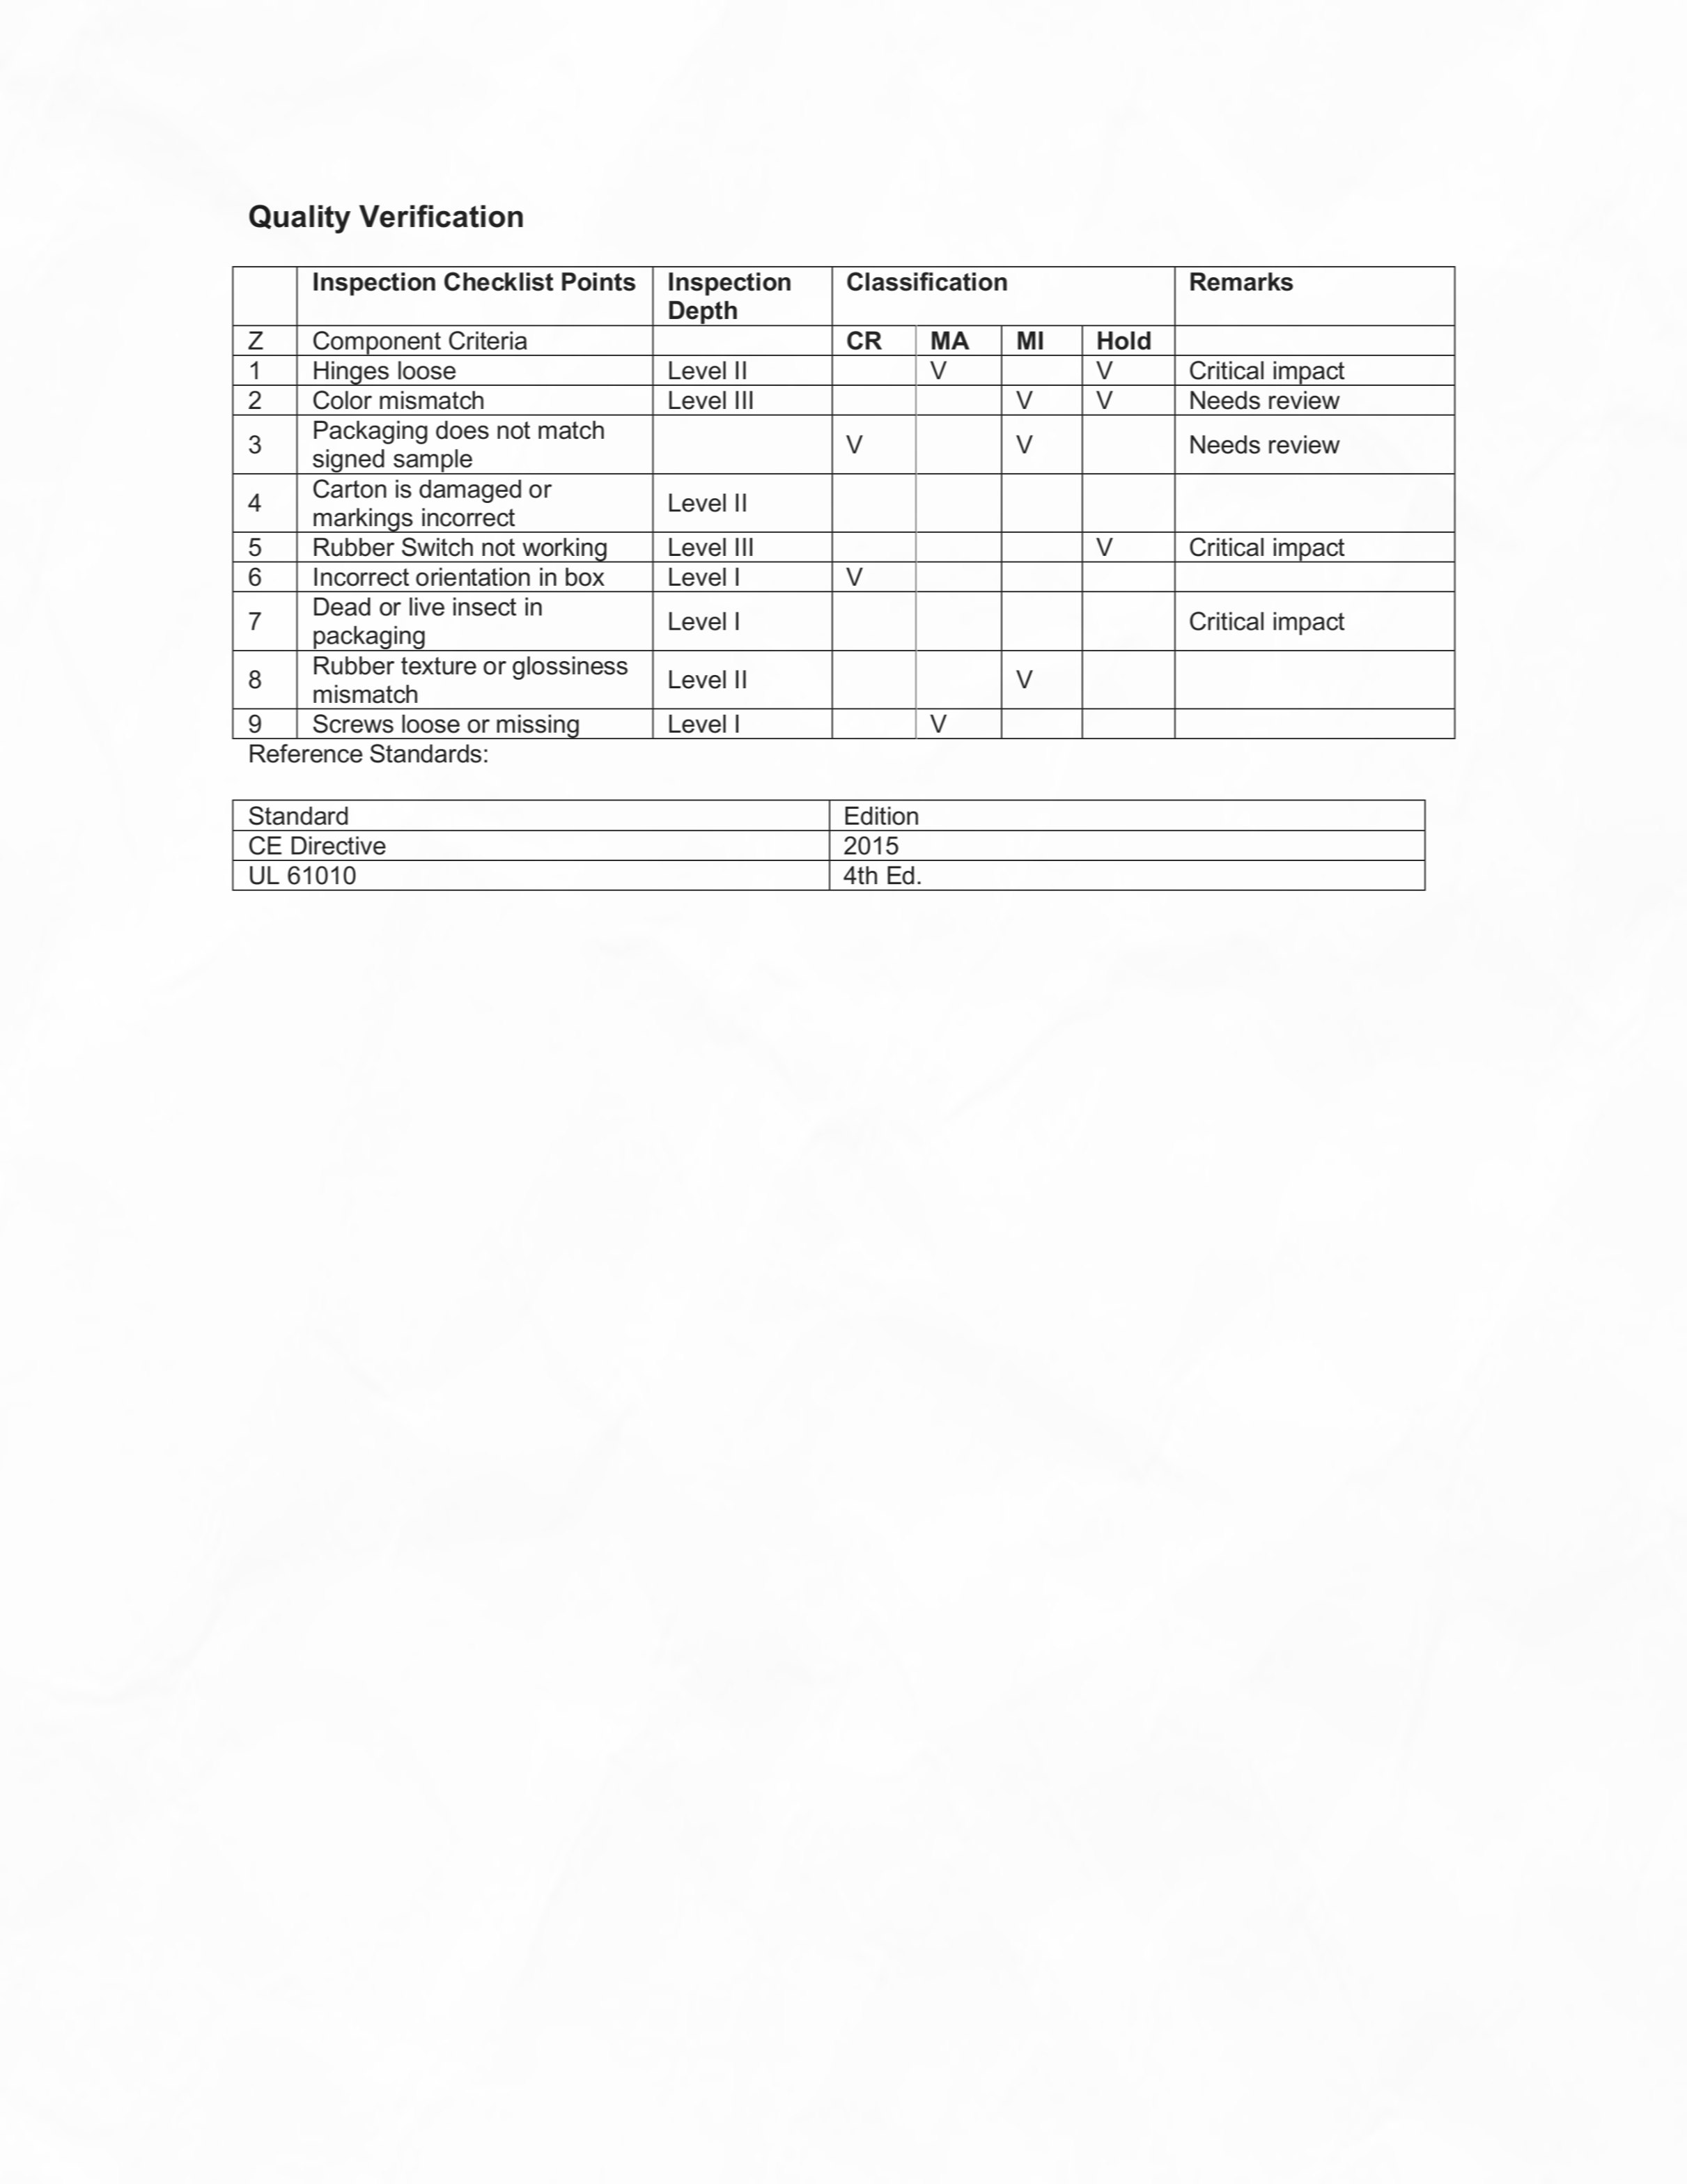 Quality Verification
Inspection Checklist Points Inspection Depth Classification Remarks
Z Component Criteria CR MA MI Hold
1 Hinges loose Level II V V Critical impact
2 Color mismatch Level III V V Needs review
3 Packaging does not match signed sample V V Needs review
4 Carton is damaged or markings incorrect Level II
5 Rubber Switch not working Level III V Critical impact
6 Incorrect orientation in box Level I V
7 Dead or live insect in packaging Level I Critical impact
8 Rubber texture or glossiness mismatch Level II V
9 Screws loose or missing Level I V
Reference Standards:
Standard Edition
CE Directive 2015
UL 61010 4th Ed.